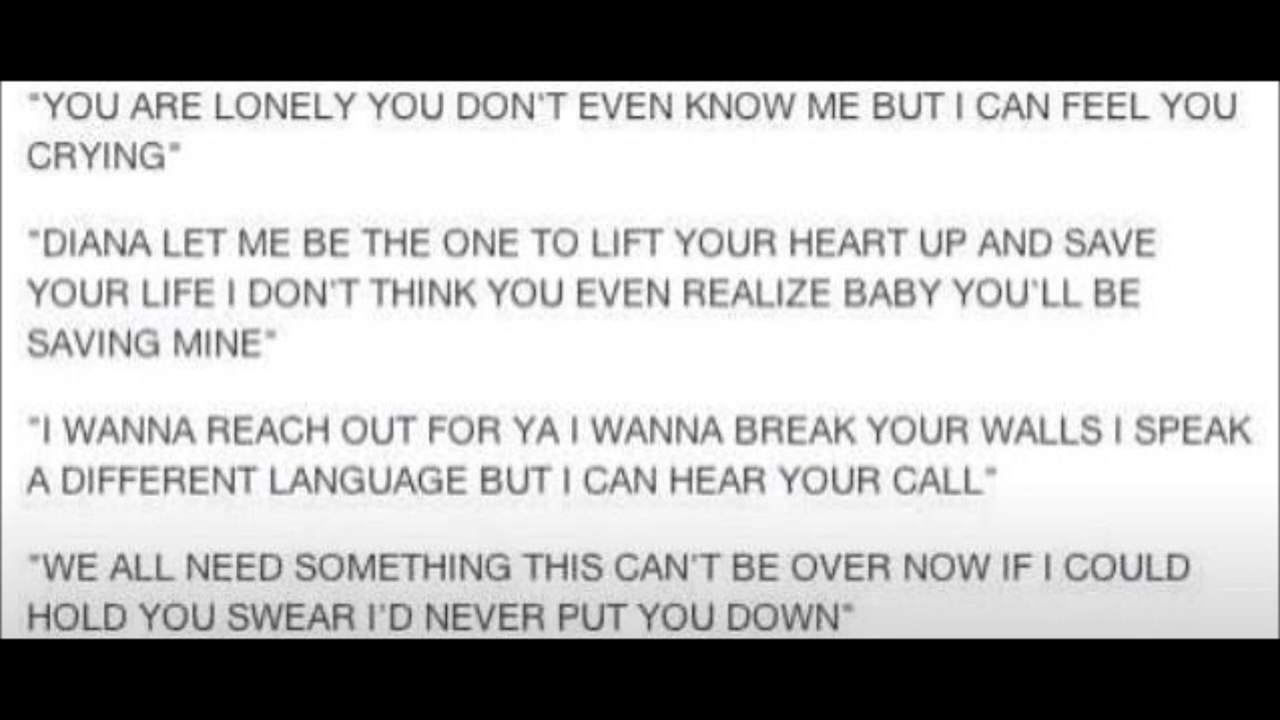 "YOU ARE LONELY YOU DON'T EVEN KNOW ME BUT I CAN FEEL YOU
CRYING"
"DIANA LET ME BE THE ONE TO LIFT YOUR HEART UP AND SAVE
YOUR LIFE I DON'T THINK YOU EVEN REALIZE BABY YOU'LL BE
SAVING MINE"
"I WANNA REACH OUT FOR YA I WANNA BREAK YOUR WALLS I SPEAK
A DIFFERENT LANGUAGE BUT I CAN HEAR YOUR CALL"
"WE ALL NEED SOMETHING THIS CAN'T BE OVER NOW IF I COULD
HOLD YOU SWEAR I'D NEVER PUT YOU DOWN"